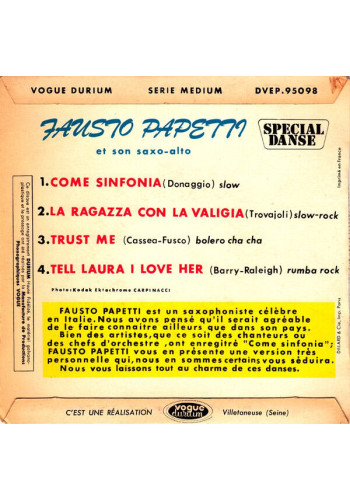 VOGUE DURIUM SERIE MEDIUM DVEP.95098
FAUSTO PAPETTI
et son saxo-alto
SPECIAL
DANSE
Imprimé en France
1. COME SINFONIA (Donaggio) slow
2. LA RAGAZZA CON LA VALIGIA (Trovajoli) slow-rock
3. TRUST ME (Cassea-Fusco) bolero cha cha
4. TELL LAURA I LOVE HER (Barry-Raleigh) rumba rock
Photo: Kodak Ektachrome CARPINACCI
FAUSTO PAPETTI est un saxophoniste célèbre
en Italie. Nous avons pensé qu'il serait agréable
de le faire connaitre ailleurs que dans son pays.
Bien des artistes, que ce soit des chanteurs ou
des chefs d'orchestre, ont enregitré "Come sinfonia";
FAUSTO PAPETTI vous en présente une version très
personnelle qui, nous en sommes certains vous séduira.
Nous vous laissons tout au charme de ces danses.
C'EST UNE RÉALISATION
vogue
durium
Villetaneuse (Seine)